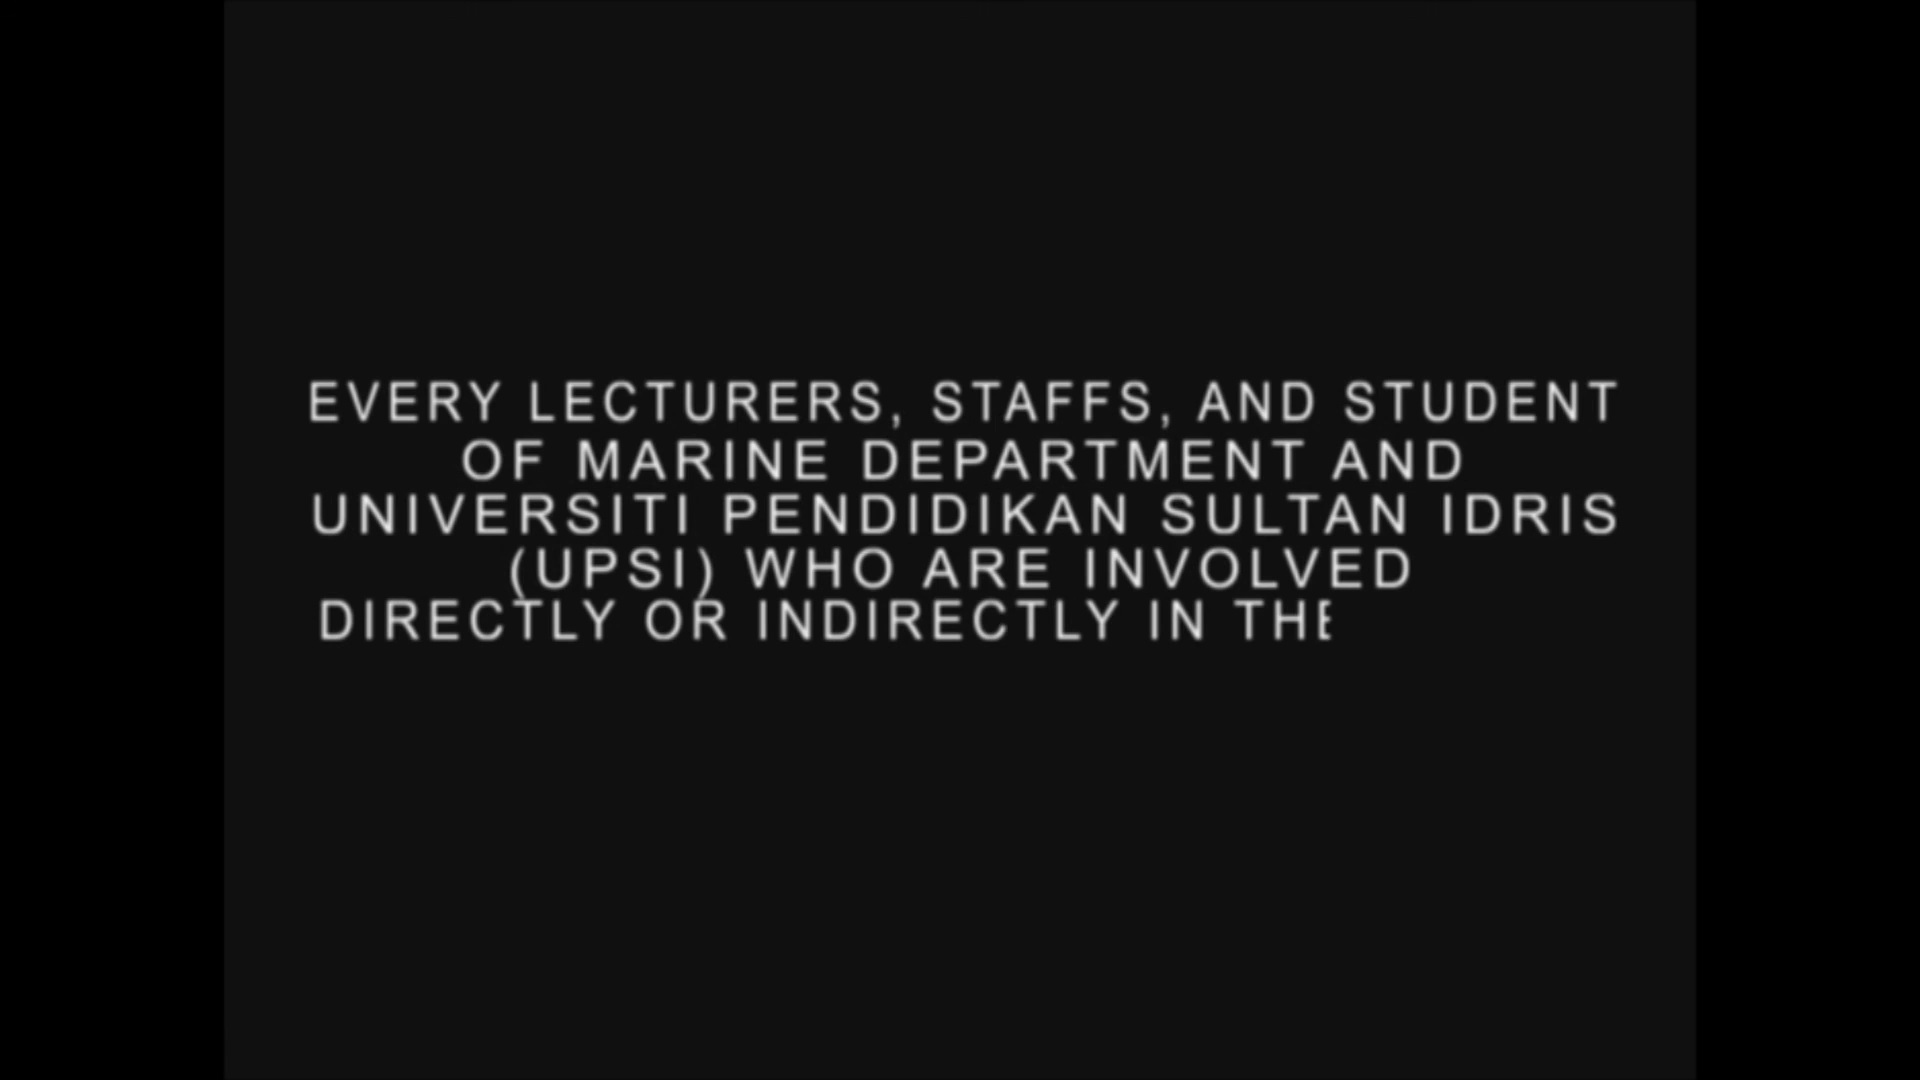 EVERY LECTURERS, STAFFS, AND STUDENT
OF MARINE DEPARTMENT AND
UNIVERSITI PENDIDIKAN SULTAN IDRIS
(UPSI) WHO ARE INVOLVED
DIRECTLY OR INDIRECTLY IN THE